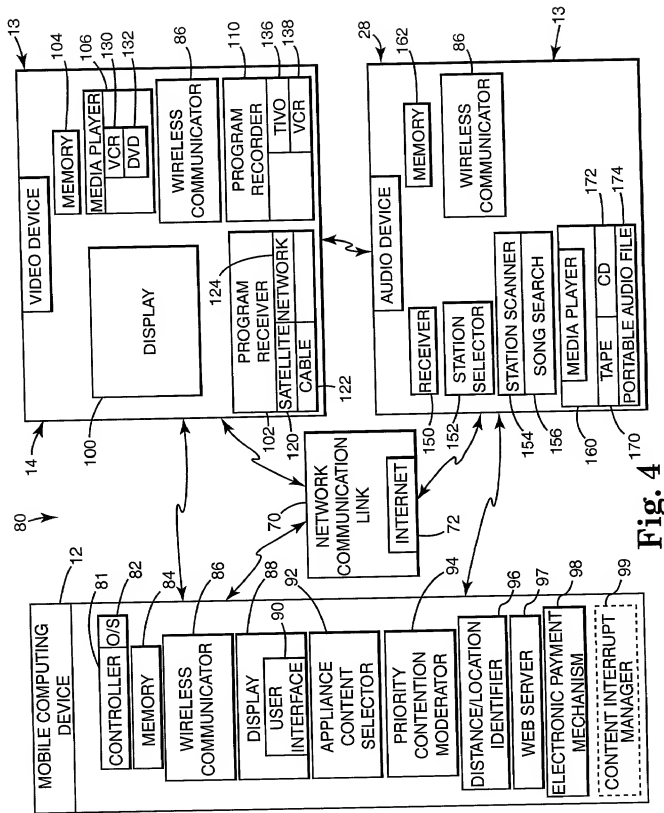 80
12
MOBILE COMPUTING
DEVICE
81
82
CONTROLLER
O/S
84
MEMORY
86
WIRELESS
COMMUNICATOR
88
DISPLAY
90
USER
INTERFACE
92
APPLIANCE
CONTENT
SELECTOR
94
PRIORITY
CONTENTION
MODERATOR
96
DISTANCE/LOCATION
IDENTIFIER
97
WEB SERVER
98
ELECTRONIC PAYMENT
MECHANISM
99
CONTENT INTERRUPT
MANAGER
70
NETWORK
COMMUNICATION
LINK
INTERNET
72
14
13
VIDEO DEVICE
100
DISPLAY
104
MEMORY
106
MEDIA PLAYER
130
VCR
132
DVD
86
WIRELESS
COMMUNICATOR
102
PROGRAM
RECEIVER
124
120
SATELLITE
NETWORK
122
CABLE
110
PROGRAM
RECORDER
136
TIVO
138
VCR
28
13
AUDIO DEVICE
162
MEMORY
86
WIRELESS
COMMUNICATOR
150
RECEIVER
152
STATION
SELECTOR
154
STATION SCANNER
156
SONG SEARCH
160
MEDIA PLAYER
170
TAPE
172
CD
174
PORTABLE AUDIO FILE
Fig. 4